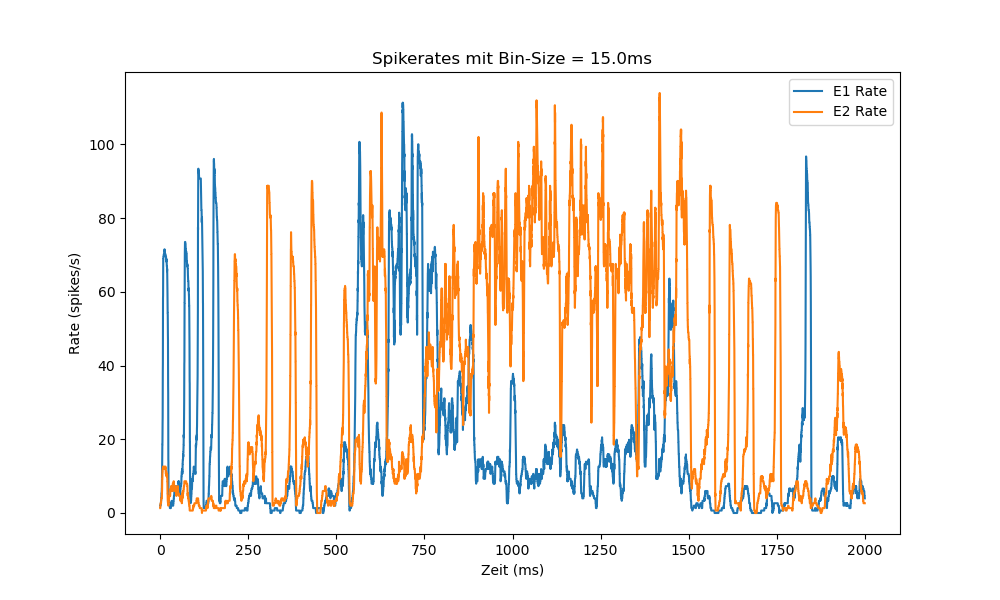 Spikerates mit Bin-Size = 15.0ms
E1 Rate
E2 Rate
Rate (spikes/s)
100
80
60
40
20
0
0 250 500 750 1000 1250 1500 1750 2000
Zeit (ms)